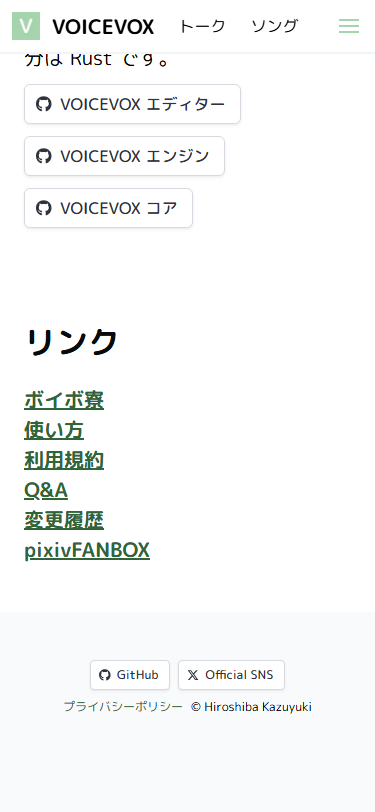 V VOICEVOX トーク ソング
分は Rust です。
VOICEVOX エディター
VOICEVOX エンジン
VOICEVOX コア
リンク
ボイボ寮
使い方
利用規約
Q&A
変更履歴
pixivFANBOX
GitHub Official SNS
プライバシーポリシー © Hiroshiba Kazuyuki